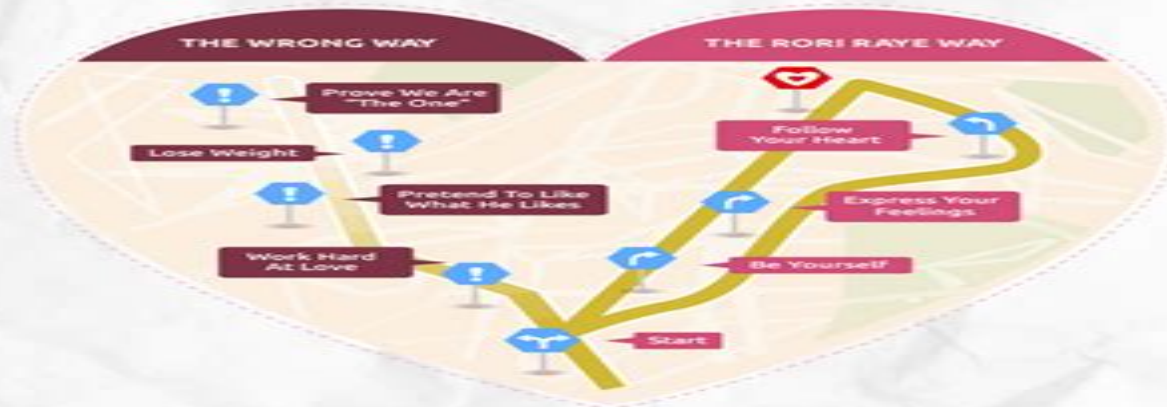 THE WRONG WAY
THE RORI RAYE WAY
Prove We Are
"The One"
Lose Weight
Pretend To Like
What He Likes
Work Hard
At Love
Follow
Your Heart
Express Your
Feelings
Be Yourself
Start